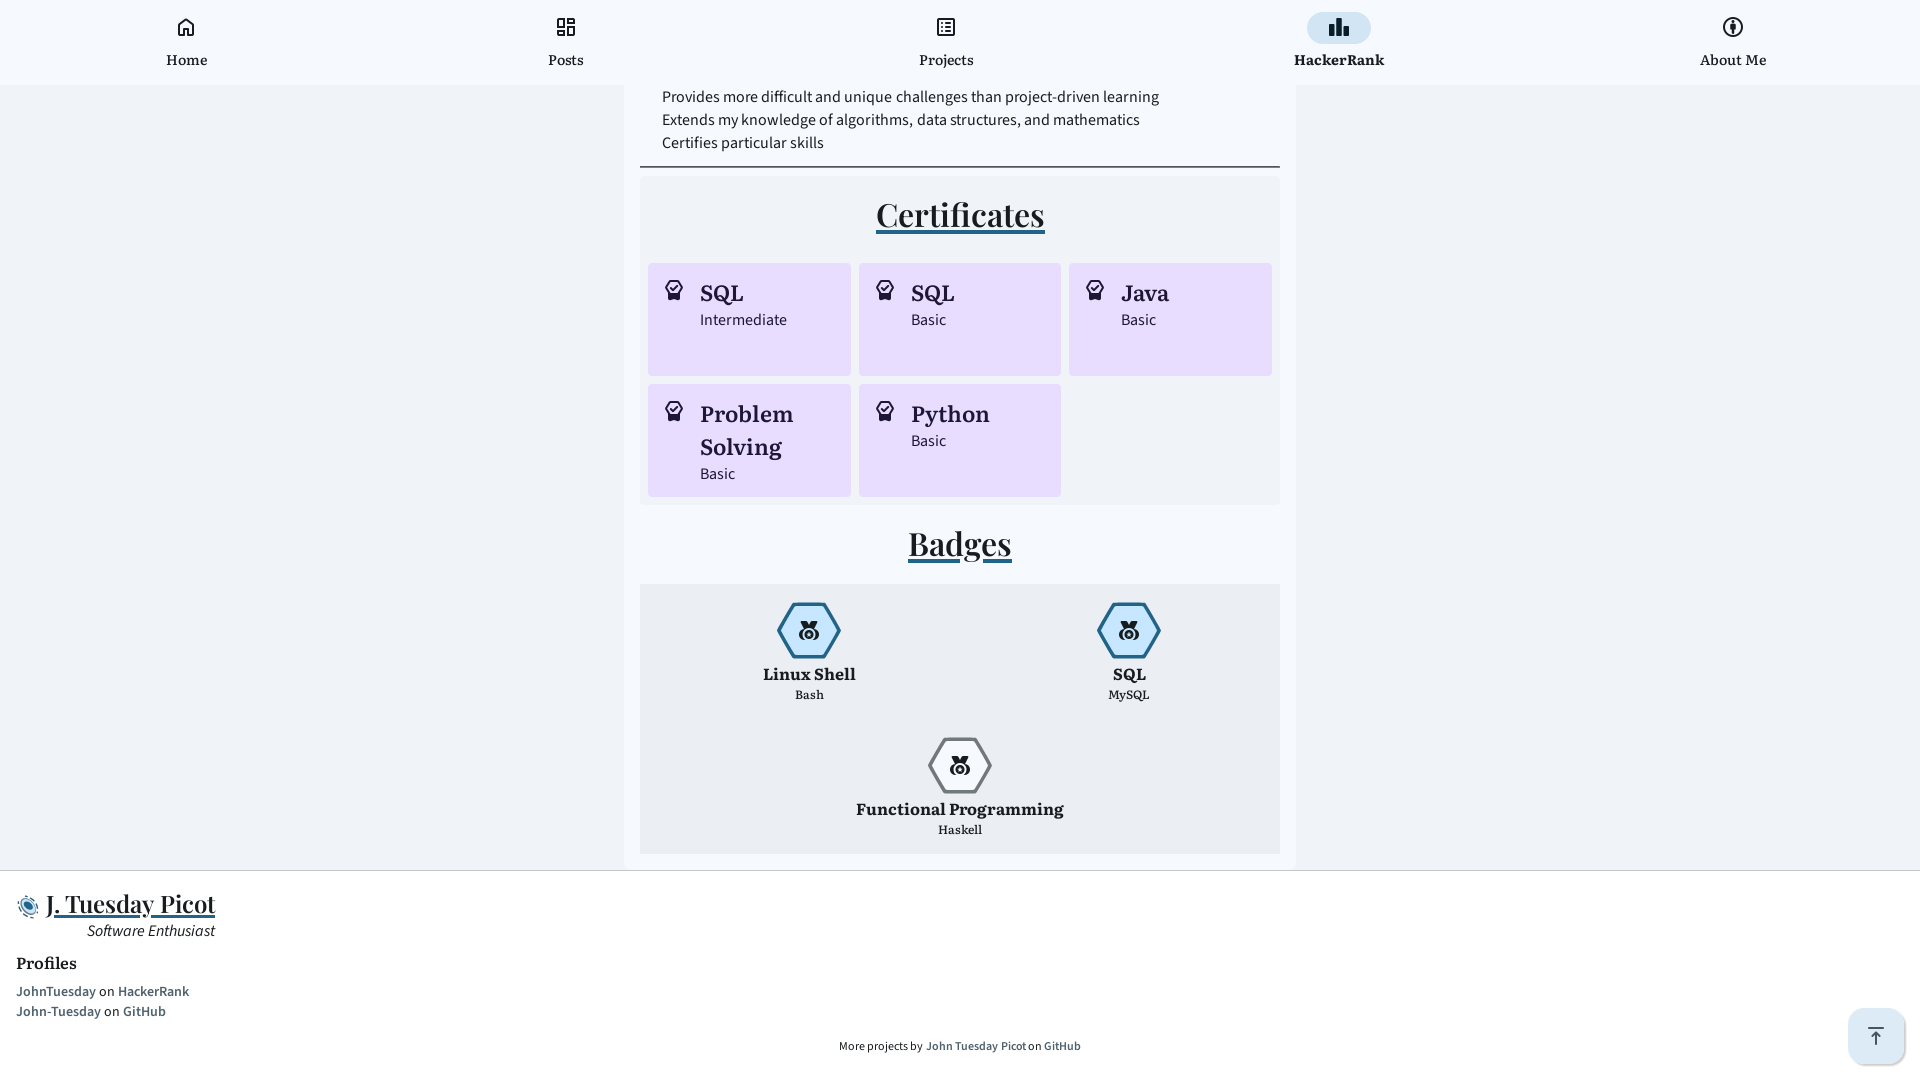 Home
Posts
Projects
HackerRank
About Me
Provides more difficult and unique challenges than project-driven learning
Extends my knowledge of algorithms, data structures, and mathematics
Certifies particular skills
Certificates
SQL
Intermediate
SQL
Basic
Java
Basic
Problem
Solving
Basic
Python
Basic
Badges
Linux Shell
Bash
SQL
MySQL
Functional Programming
Haskell
J. Tuesday Picot
Software Enthusiast
Profiles
JohnTuesday on HackerRank
John-Tuesday on GitHub
More projects by John Tuesday Picot on GitHub